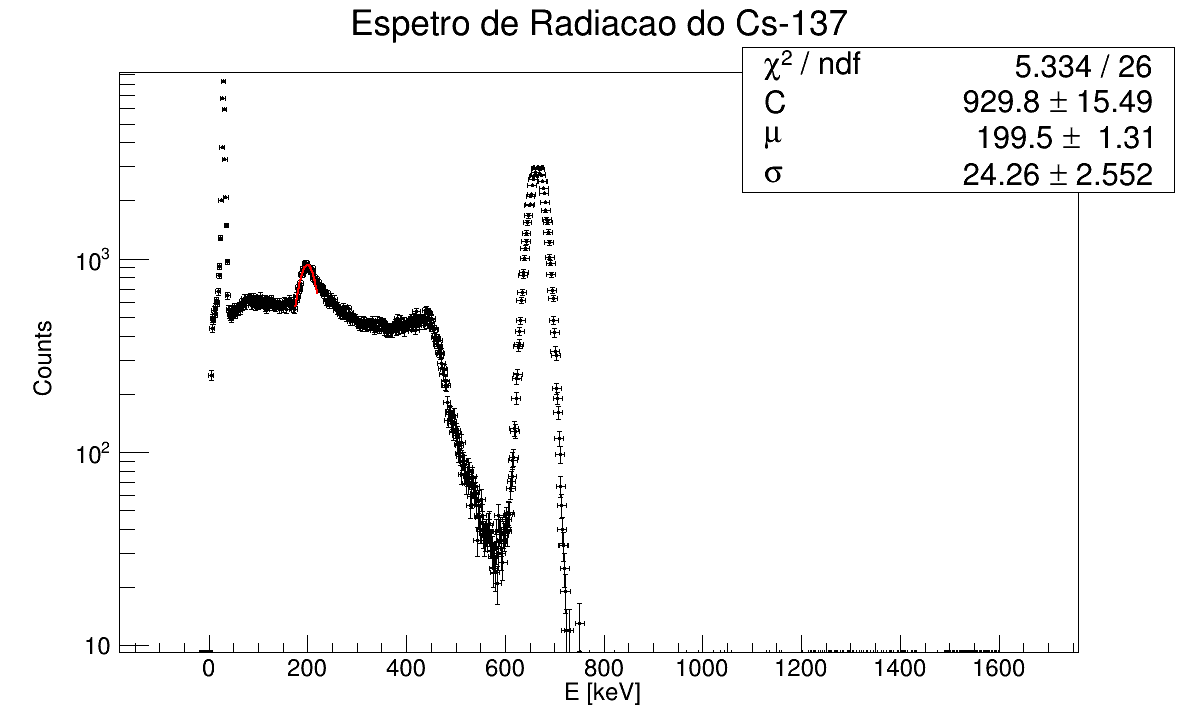 Espetro de Radiacao do Cs-137
χ² / ndf 5.334 / 26
C 929.8 ± 15.49
μ 199.5 ± 1.31
σ 24.26 ± 2.552
10³
10²
10
Counts
0 200 400 600 800 1000 1200 1400 1600
E [keV]